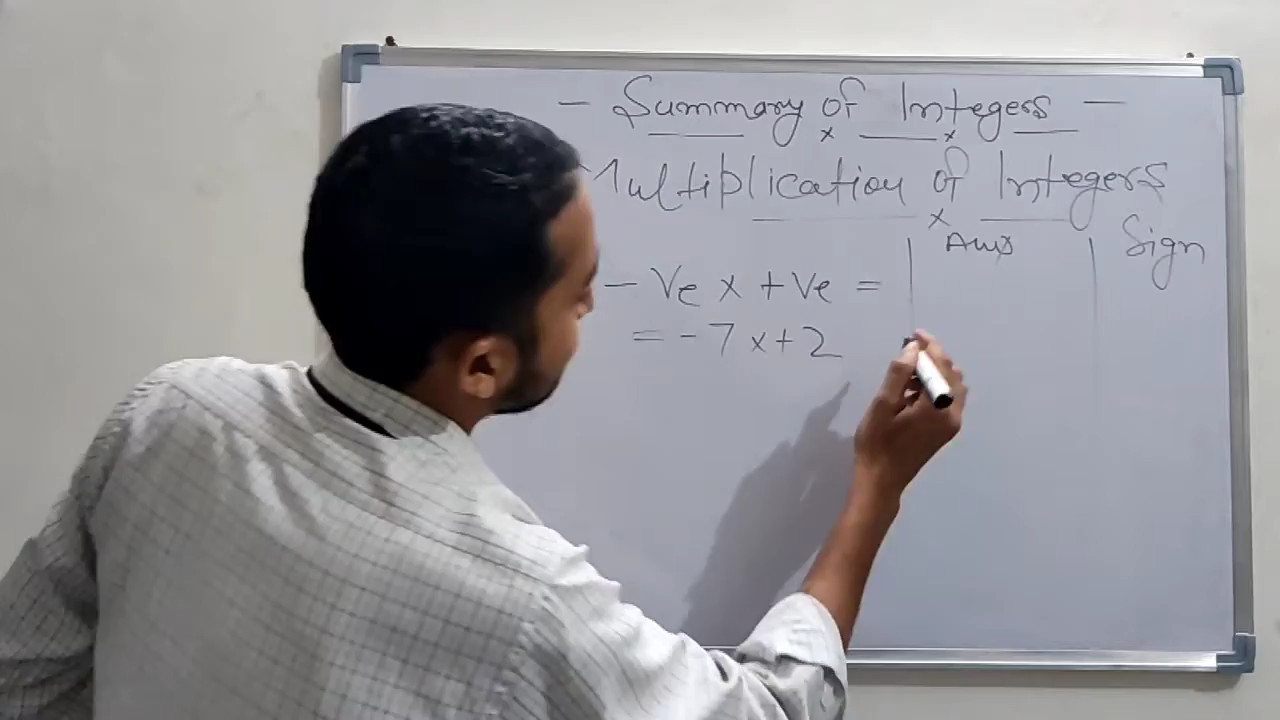 — Summary of Integers —
Multiplication of Integers
Ans | Sign
- Ve x + Ve =
= - 7 x + 2